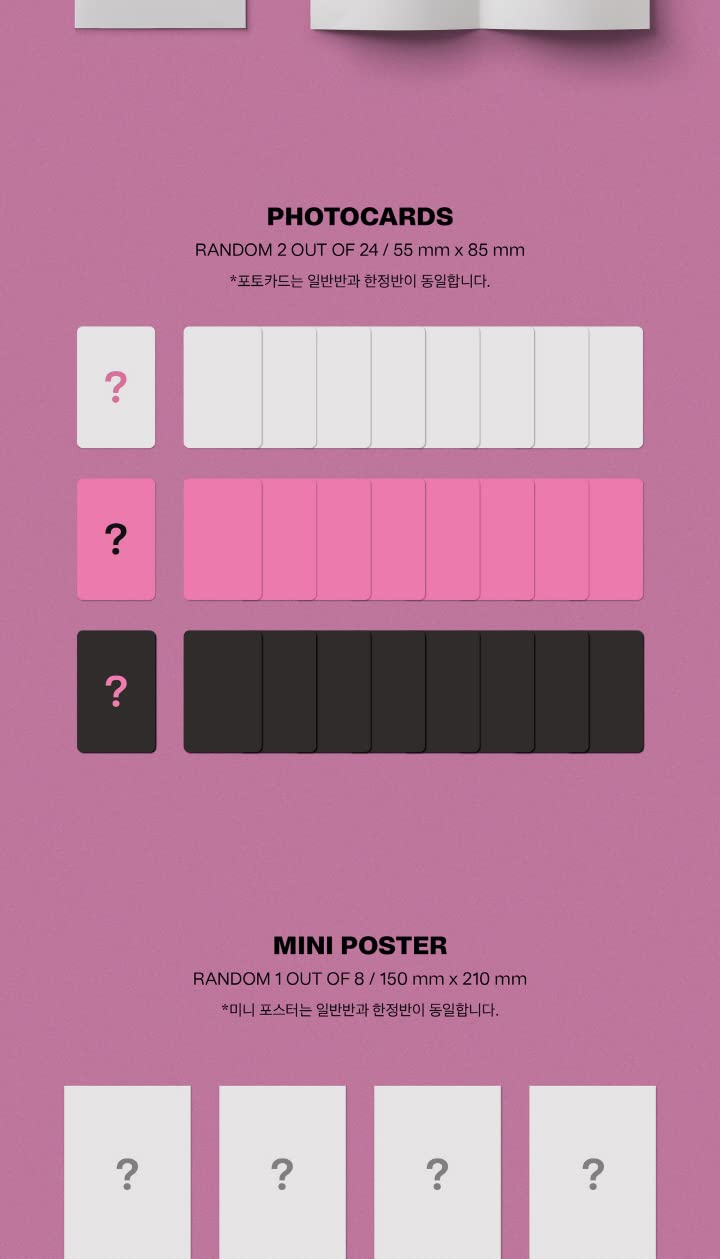 PHOTOCARDS
RANDOM 2 OUT OF 24 / 55 mm x 85 mm
*포토카드는 일반반과 한정반이 동일합니다.
?
?
?
MINI POSTER
RANDOM 1 OUT OF 8 / 150 mm x 210 mm
*미니 포스터는 일반반과 한정반이 동일합니다.
? ? ? ?